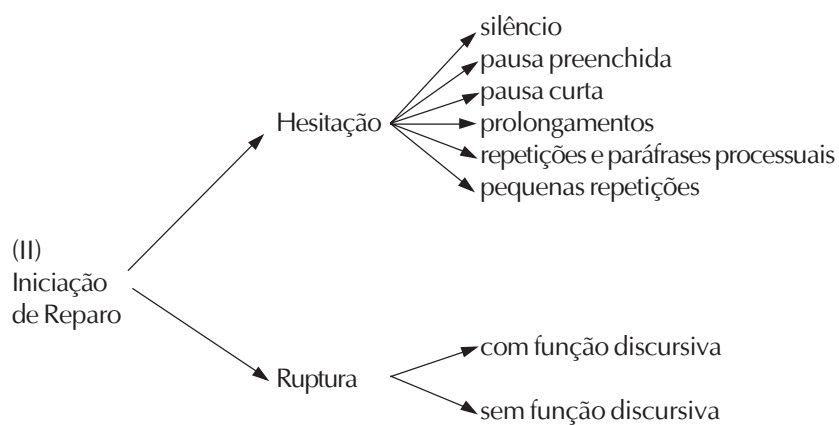 silêncio
pausa preenchida
pausa curta
Hesitação
prolongamentos
repetições e paráfrases processuais
pequenas repetições
(II)
Iniciação
de Reparo
com função discursiva
Ruptura
sem função discursiva